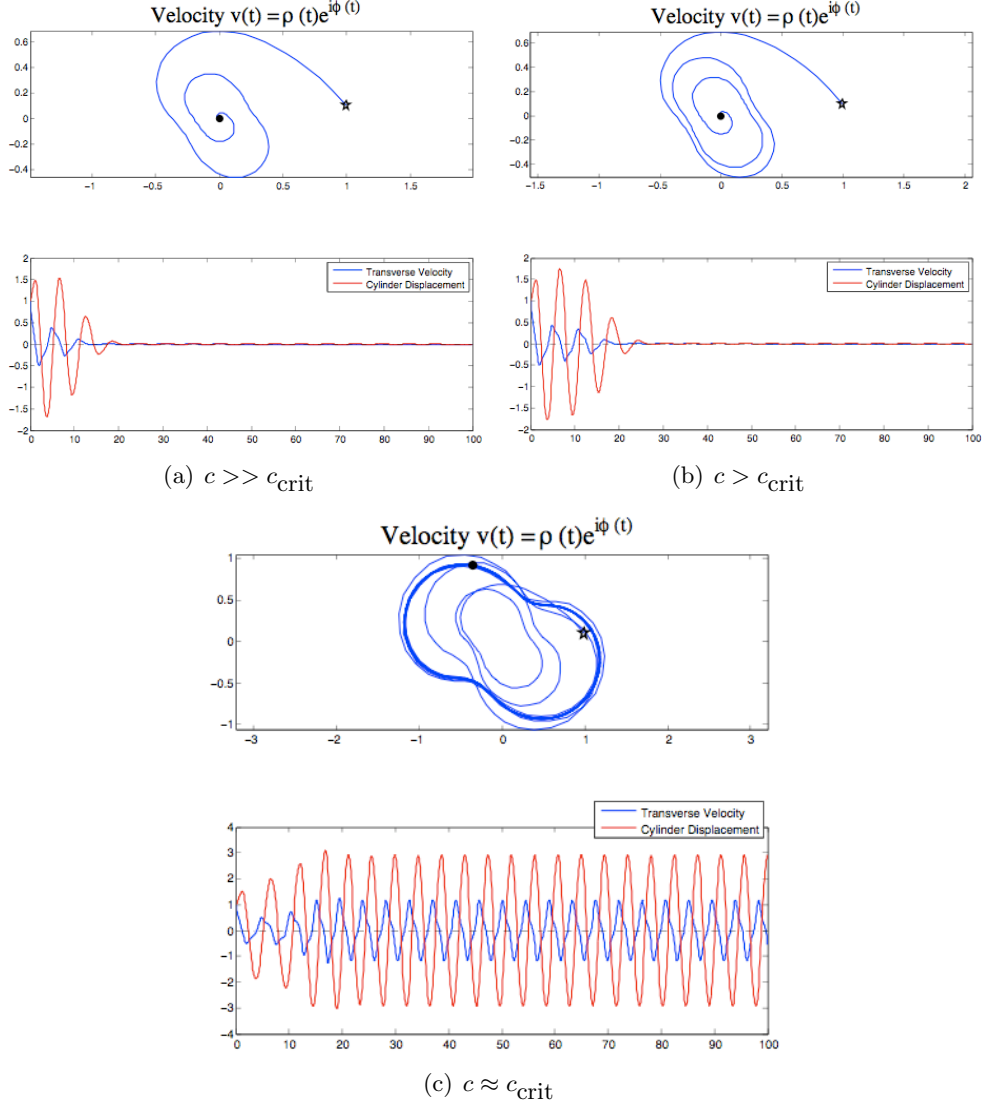 Velocity v(t) = ρ (t)e^{iϕ (t)}
0.6
0.4
0.2
0
−0.2
−0.4
−1 −0.5 0 0.5 1 1.5
2
1.5
1
0.5
0
−0.5
−1
−1.5
−2
Transverse Velocity
Cylinder Displacement
0 10 20 30 40 50 60 70 80 90 100
(a) c >> c_crit
Velocity v(t) = ρ (t)e^{iϕ (t)}
0.6
0.4
0.2
0
−0.2
−0.4
−1.5 −1 −0.5 0 0.5 1 1.5 2
2
1.5
1
0.5
0
−0.5
−1
−1.5
−2
Transverse Velocity
Cylinder Displacement
0 10 20 30 40 50 60 70 80 90 100
(b) c > c_crit
Velocity v(t) = ρ (t)e^{iϕ (t)}
1
0.5
0
−0.5
−1
−3 −2 −1 0 1 2 3
Transverse Velocity
Cylinder Displacement
4
3
2
1
0
−1
−2
−3
−4
0 10 20 30 40 50 60 70 80 90 100
(c) c ≈ c_crit